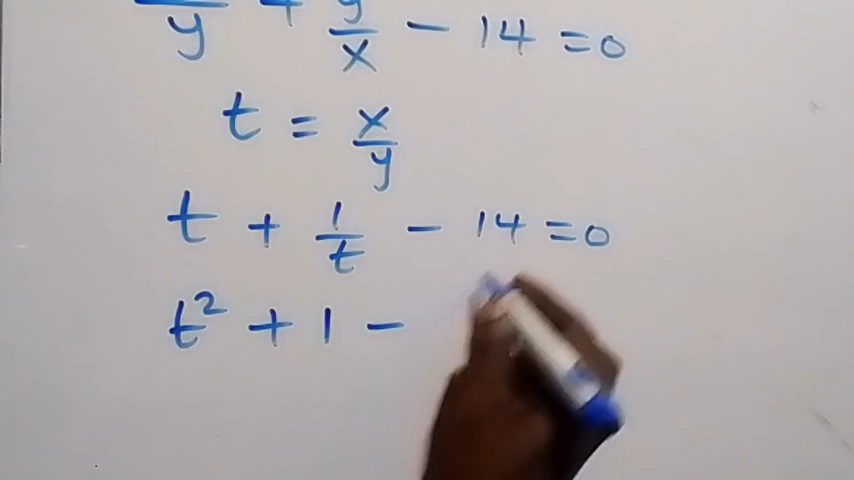 /y + y/x - 14 = 0
t = x/y
t + 1/t - 14 = 0
t² + 1 -